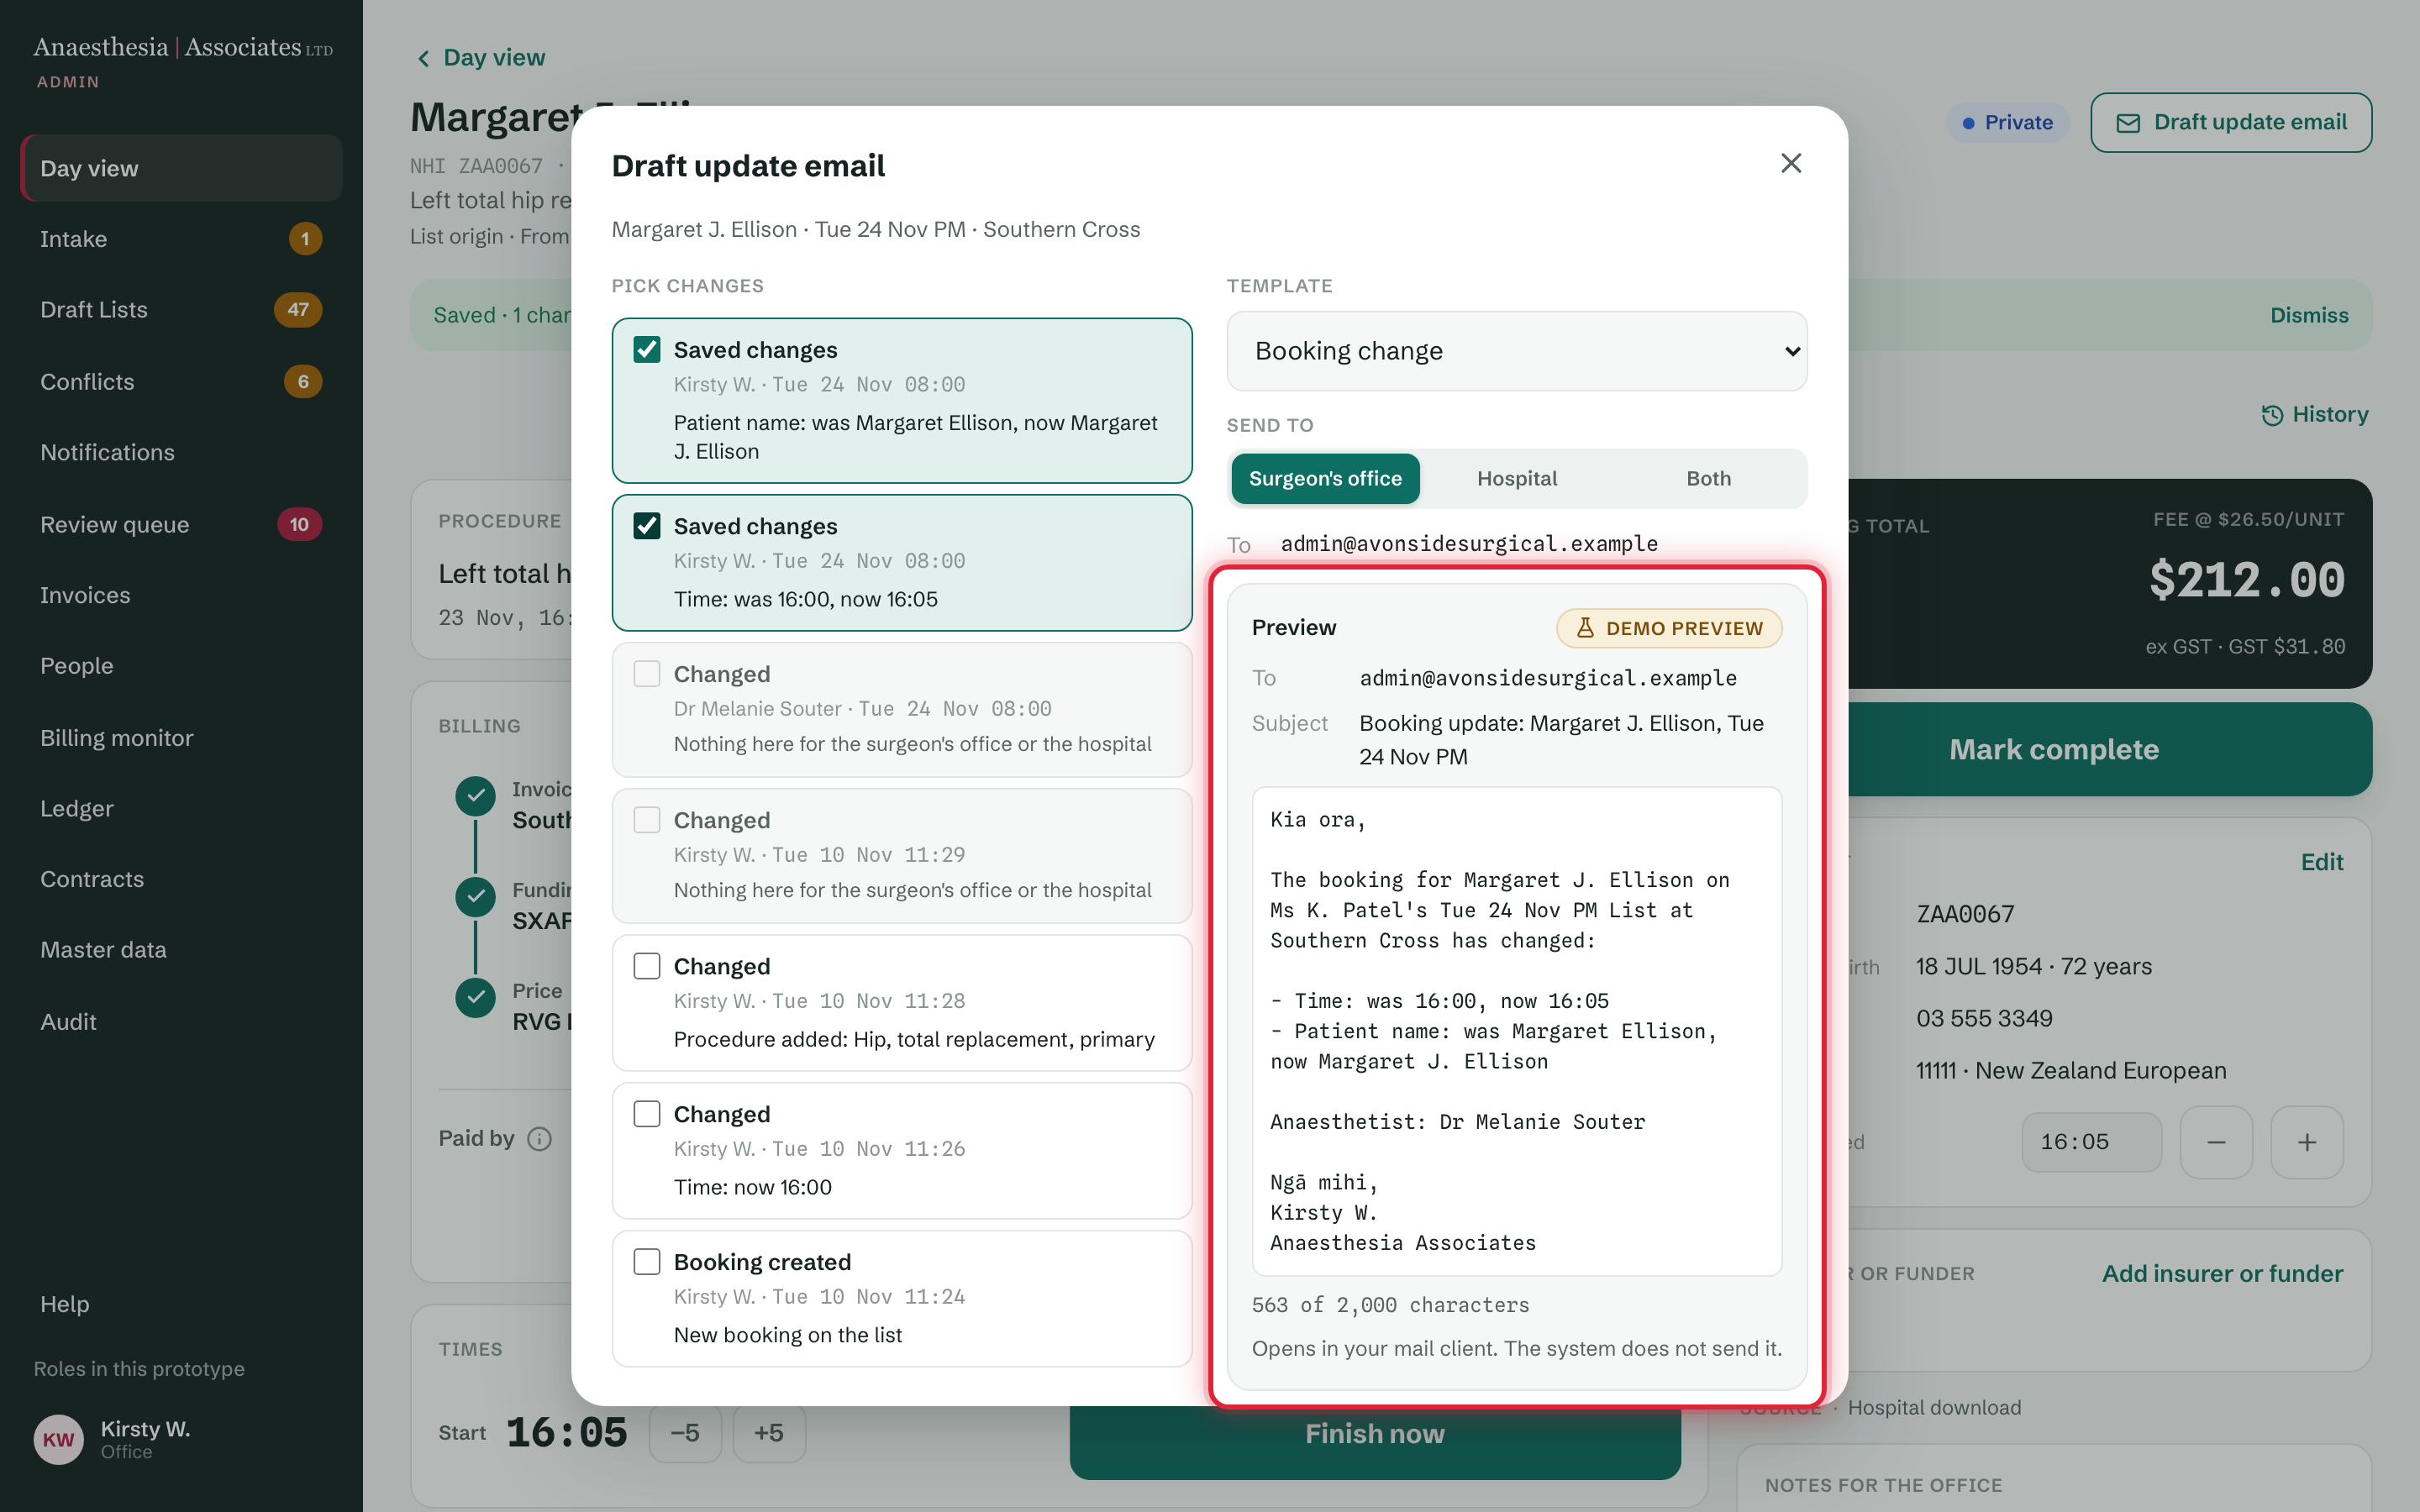 Anaesthesia | Associates LTD
ADMIN
Day view
Intake
1
Draft Lists
47
Conflicts
6
Notifications
Review queue
10
Invoices
People
Billing monitor
Ledger
Contracts
Master data
Audit
Help
Roles in this prototype
KW
Kirsty W.
Office
Day view
Margaret J. Elli
NHI ZAA0067 ·
Left total hip re
List origin · From
Private
Draft update email
Saved · 1 chan
Dismiss
History
PROCEDURE
Left total h
23 Nov, 16:
BILLING
Invoic
South
Fundin
SXAP
Price
RVG
Paid by
TIMES
Start 16:05 −5 +5
Finish now
Draft update email
Margaret J. Ellison · Tue 24 Nov PM · Southern Cross
PICK CHANGES
Saved changes
Kirsty W. · Tue 24 Nov 08:00
Patient name: was Margaret Ellison, now Margaret
J. Ellison
Saved changes
Kirsty W. · Tue 24 Nov 08:00
Time: was 16:00, now 16:05
Changed
Dr Melanie Souter · Tue 24 Nov 08:00
Nothing here for the surgeon's office or the hospital
Changed
Kirsty W. · Tue 10 Nov 11:29
Nothing here for the surgeon's office or the hospital
Changed
Kirsty W. · Tue 10 Nov 11:28
Procedure added: Hip, total replacement, primary
Changed
Kirsty W. · Tue 10 Nov 11:26
Time: now 16:00
Booking created
Kirsty W. · Tue 10 Nov 11:24
New booking on the list
TEMPLATE
Booking change
SEND TO
Surgeon's office
Hospital
Both
To admin@avonsidesurgical.example
Preview
DEMO PREVIEW
To admin@avonsidesurgical.example
Subject Booking update: Margaret J. Ellison, Tue
24 Nov PM
Kia ora,
The booking for Margaret J. Ellison on
Ms K. Patel's Tue 24 Nov PM List at
Southern Cross has changed:
- Time: was 16:00, now 16:05
- Patient name: was Margaret Ellison,
now Margaret J. Ellison
Anaesthetist: Dr Melanie Souter
Ngā mihi,
Kirsty W.
Anaesthesia Associates
563 of 2,000 characters
Opens in your mail client. The system does not send it.
G TOTAL
FEE @ $26.50/UNIT
$212.00
ex GST · GST $31.80
Mark complete
Edit
ZAA0067
irth 18 JUL 1954 · 72 years
03 555 3349
11111 · New Zealand European
ed 16:05 − +
R OR FUNDER
Add insurer or funder
SOURCE · Hospital download
NOTES FOR THE OFFICE